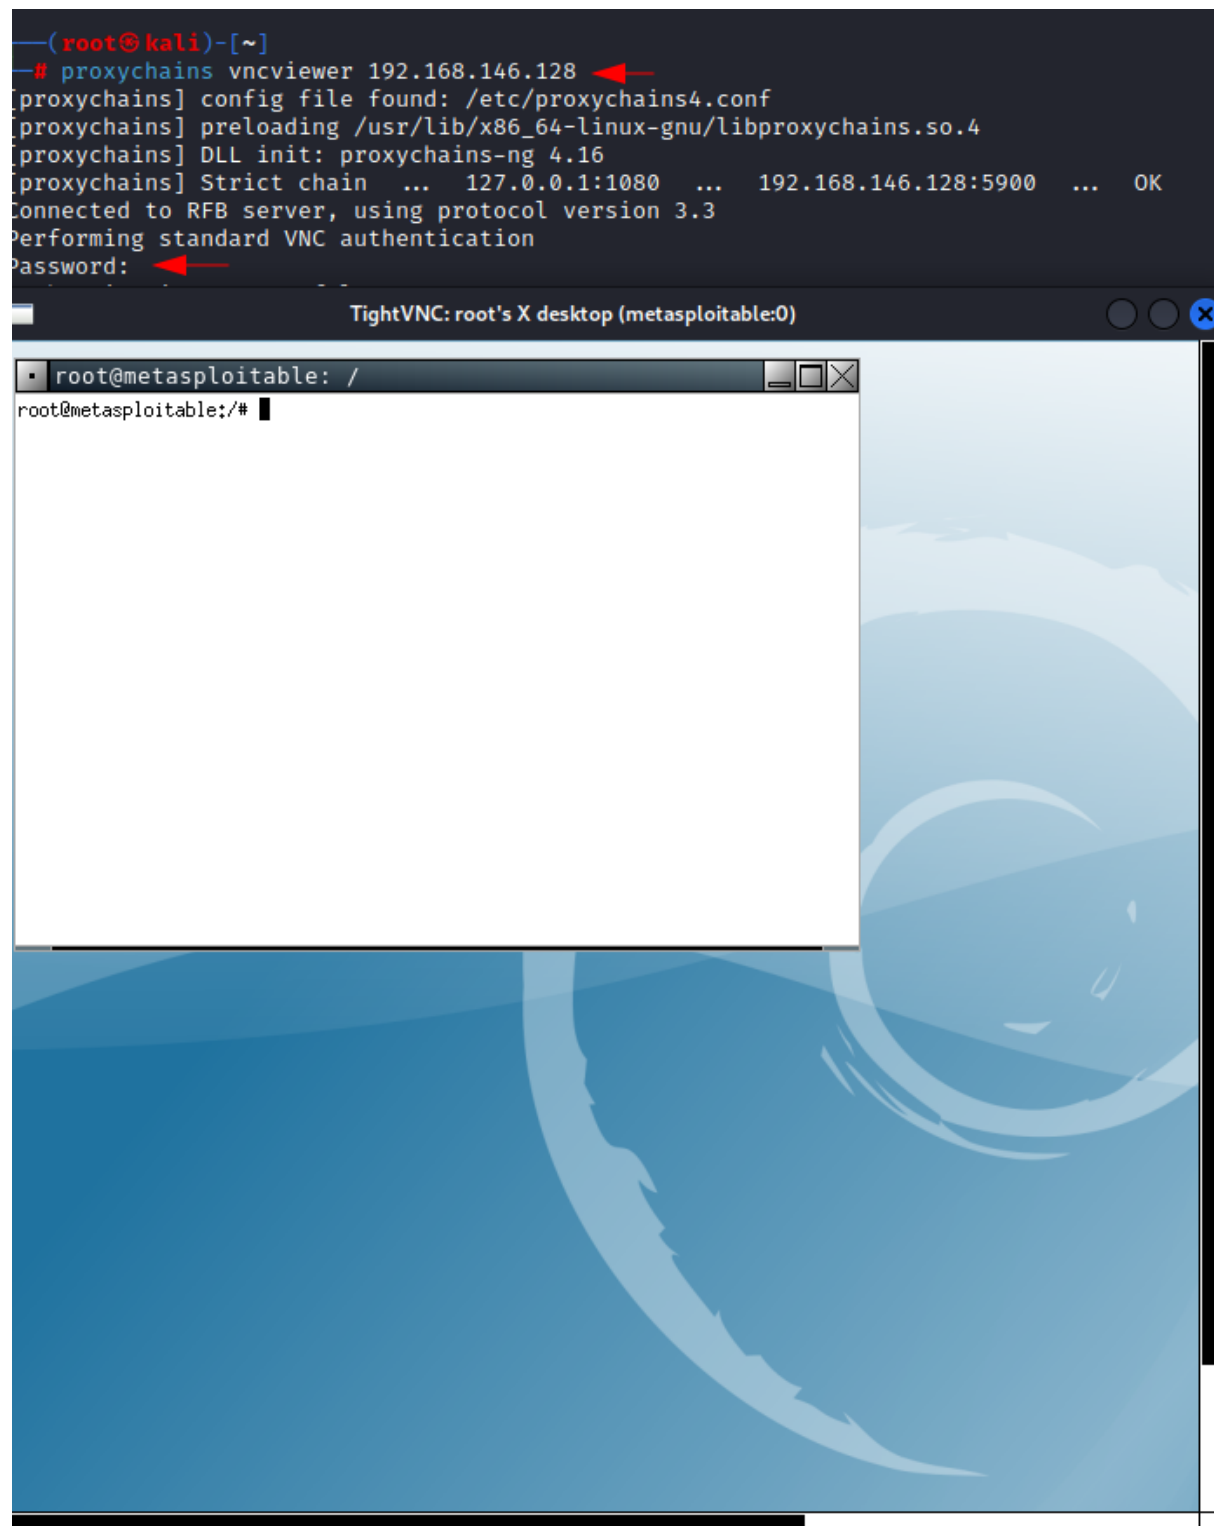 (root㉿kali)-[~]
# proxychains vncviewer 192.168.146.128
[proxychains] config file found: /etc/proxychains4.conf
[proxychains] preloading /usr/lib/x86_64-linux-gnu/libproxychains.so.4
[proxychains] DLL init: proxychains-ng 4.16
[proxychains] Strict chain  ...  127.0.0.1:1080  ...  192.168.146.128:5900  ...  OK
Connected to RFB server, using protocol version 3.3
Performing standard VNC authentication
Password:
TightVNC: root's X desktop (metasploitable:0)
root@metasploitable: /
root@metasploitable:/#